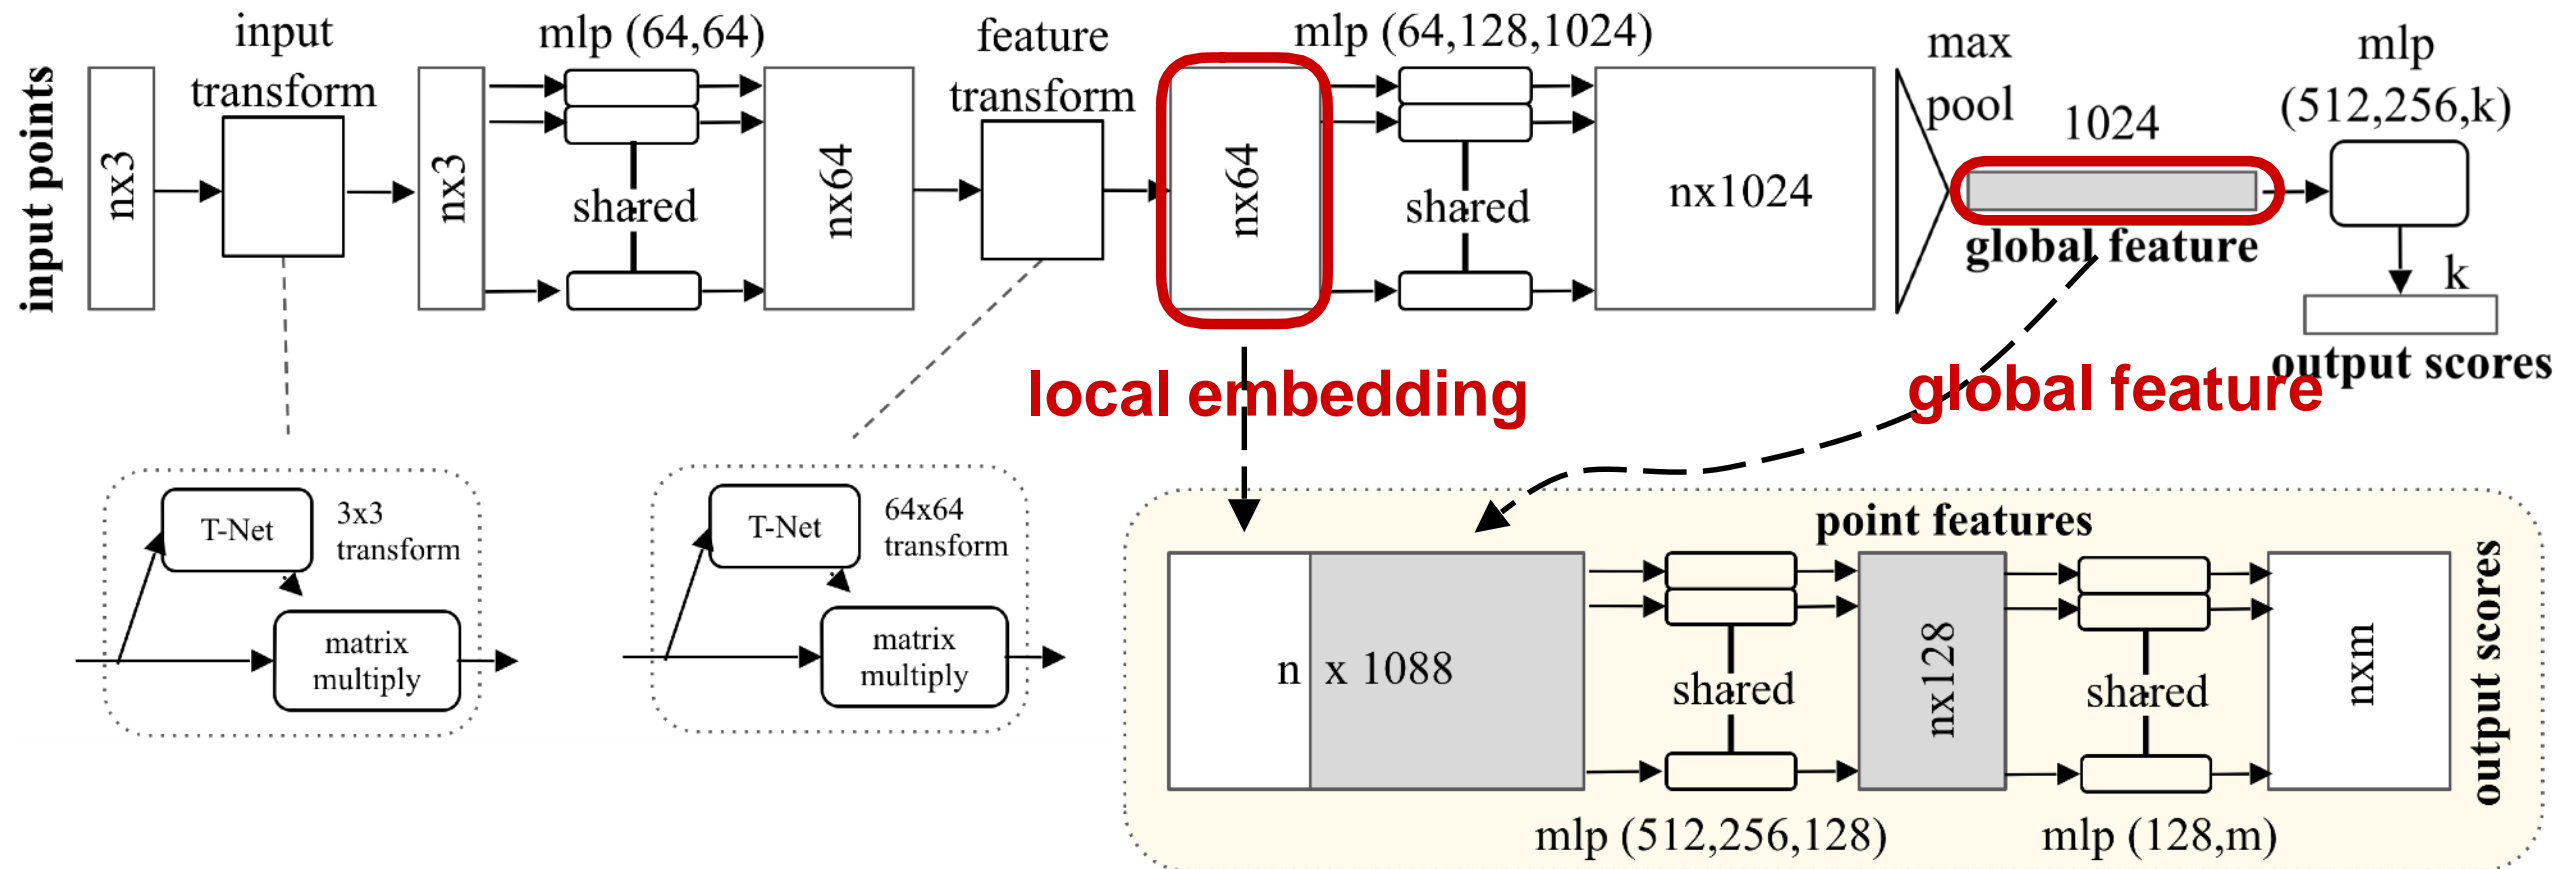 input points
nx3
input
transform
nx3
mlp (64,64)
shared
nx64
feature
transform
nx64
mlp (64,128,1024)
shared
nx1024
max
pool
1024
global feature
mlp
(512,256,k)
k
output scores
local embedding
global feature
T-Net
3x3
transform
matrix
multiply
T-Net
64x64
transform
matrix
multiply
point features
n x 1088
shared
mlp (512,256,128)
nx128
shared
mlp (128,m)
nxm
output scores